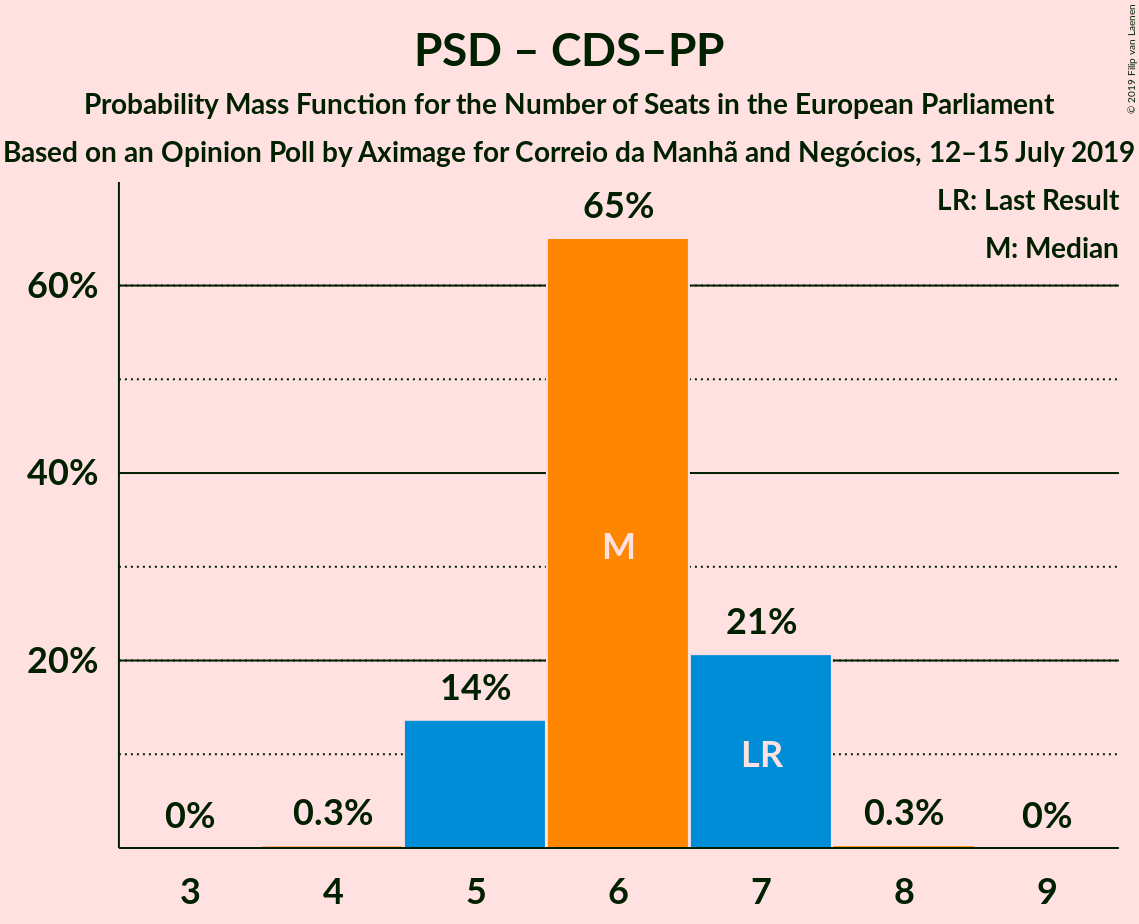 PSD – CDS–PP
Probability Mass Function for the Number of Seats in the European Parliament
Based on an Opinion Poll by Aximage for Correio da Manhã and Negócios, 12–15 July 2019
© 2019 Filip van Laenen
LR: Last Result
M: Median
65%
60%
40%
M
21%
20%
14%
LR
0%
0.3%
0.3%
0%
3 4 5 6 7 8 9